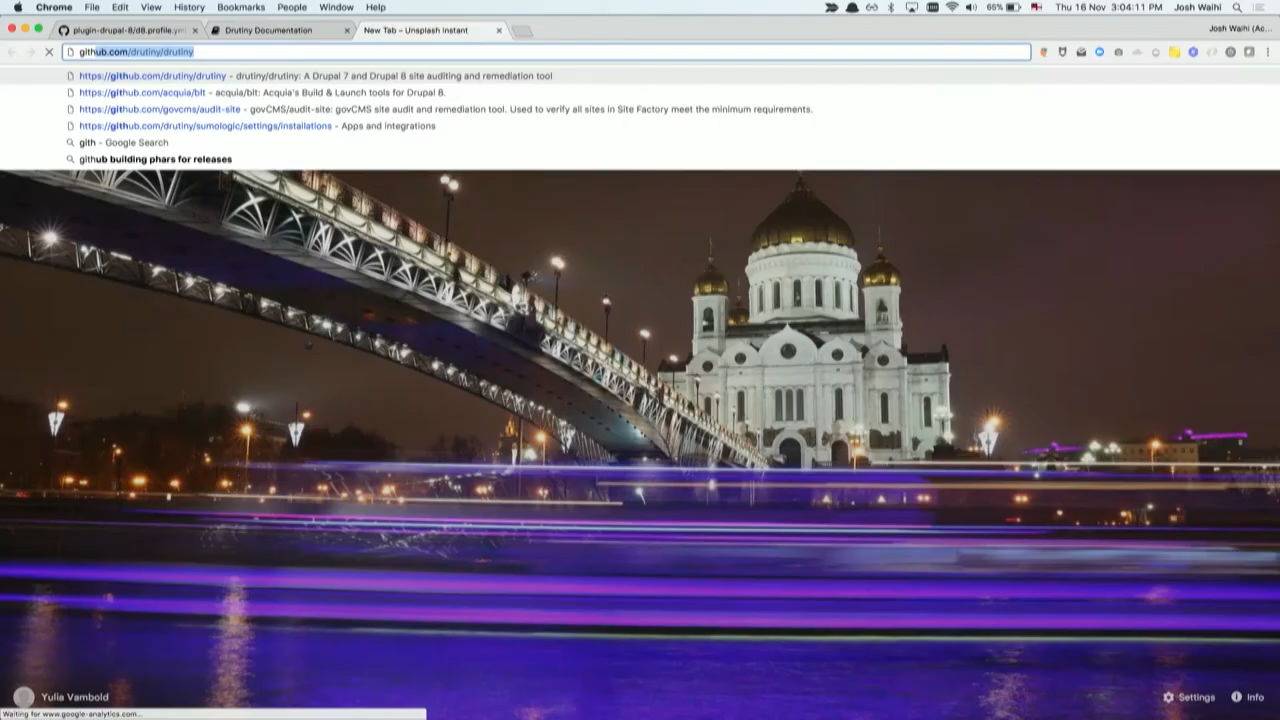 Chrome File Edit View History Bookmarks People Window Help 65% Thu 16 Nov 3:04:11 PM Josh Waihi
plugin-drupal-8/d8.profile.ym Drutiny Documentation New Tab – Unsplash Instant Josh Waihi (Ac...
github.com/drutiny/drutiny
https://github.com/drutiny/drutiny - drutiny/drutiny: A Drupal 7 and Drupal 8 site auditing and remediation tool
https://github.com/acquia/blt - acquia/blt: Acquia's Build & Launch tools for Drupal 8.
https://github.com/govcms/audit-site - govCMS/audit-site: govCMS site audit and remediation tool. Used to verify all sites in Site Factory meet the minimum requirements.
https://github.com/drutiny/sumologic/settings/installations - Apps and integrations
gith - Google Search
github building phars for releases
Yulia Vambold Settings Info
Waiting for www.google-analytics.com...